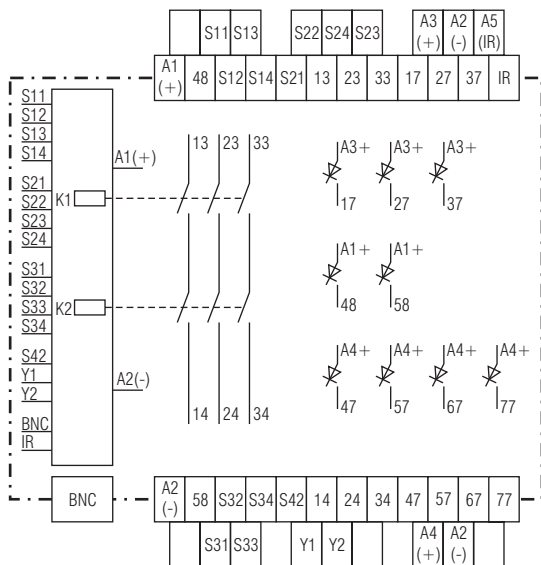 S11 S13 S22 S24 S23 A3 (+) A2 (-) A5 (IR)
A1 (+) 48 S12 S14 S21 13 23 33 17 27 37 IR
S11
S12
S13
S14
A1(+)
S21
K1
S22
S23
S24
S31
S32
S33
K2
S34
S42
Y1
A2(-)
Y2
BNC
IR
13 23 33
14 24 34
A3+ A3+ A3+
17 27 37
A1+ A1+
48 58
A4+ A4+ A4+ A4+
47 57 67 77
BNC
A2 (-) 58 S32 S34 S42 14 24 34 47 57 67 77
S31 S33 Y1 Y2 A4 (+) A2 (-)